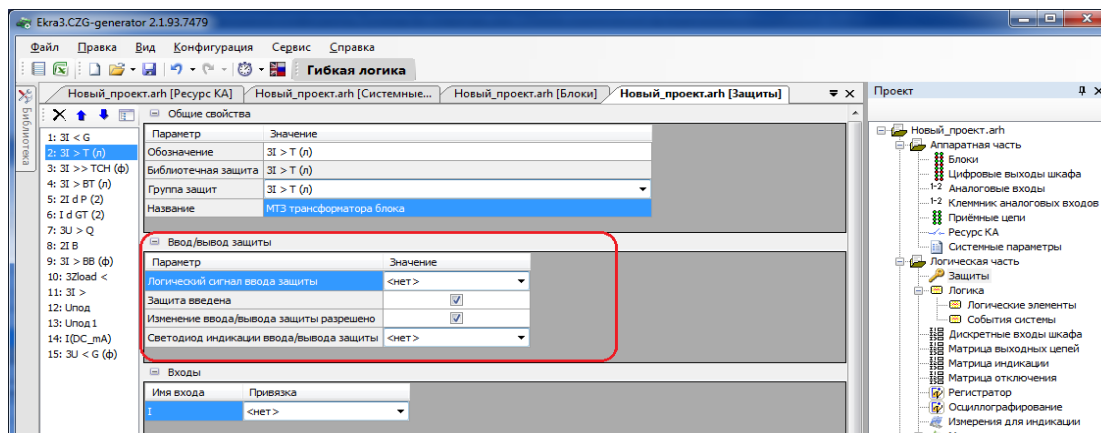 Ekra3.CZG-generator 2.1.93.7479
Файл Правка Вид Конфигурация Сервис Справка
Гибкая логика
Библиотека
Новый_проект.arh [Ресурс КА] Новый_проект.arh [Системные... Новый_проект.arh [Блоки] Новый_проект.arh [Защиты]
1: 3I < G
2: 3I > T (л)
3: 3I >> ТСН (ф)
4: 3I > ВТ (л)
5: 2I d P (2)
6: I d GT (2)
7: 3U > Q
8: 2I B
9: 3I > BB (ф)
10: 3Zload <
11: 3I >
12: Uпод
13: Uпод1
14: I(DC_mA)
15: 3U < G (ф)
Общие свойства
Параметр Значение
Обозначение 3I > T (л)
Библиотечная защита 3I > T (л)
Группа защит 3I > T (л)
Название МТЗ трансформатора блока
Ввод/вывод защиты
Параметр Значение
Логический сигнал ввода защиты <нет>
Защита введена
Изменение ввода/вывода защиты разрешено
Светодиод индикации ввода/вывода защиты <нет>
Входы
Имя входа Привязка
I <нет>
Проект
Новый_проект.arh
Аппаратная часть
Блоки
Цифровые выходы шкафа
1-2 Аналоговые входы
1-2 Клеммник аналоговых входов
Приёмные цепи
Ресурс КА
Системные параметры
Логическая часть
Защиты
Логика
Логические элементы
События системы
Дискретные входы шкафа
Матрица выходных цепей
Матрица индикации
Матрица отключения
Регистратор
Осциллографирование
Измерения для индикации